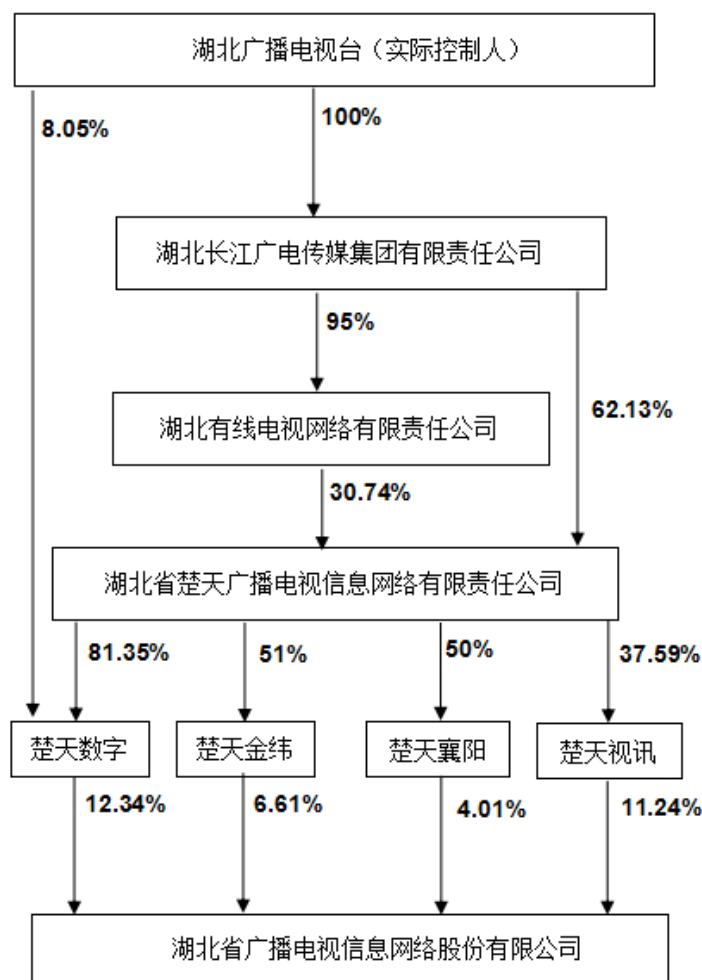 湖北广播电视台（实际控制人）
8.05%
100%
湖北长江广电传媒集团有限责任公司
95%
62.13%
湖北有线电视网络有限责任公司
30.74%
湖北省楚天广播电视信息网络有限责任公司
81.35%
51%
50%
37.59%
楚天数字
楚天金纬
楚天襄阳
楚天视讯
12.34%
6.61%
4.01%
11.24%
湖北省广播电视信息网络股份有限公司